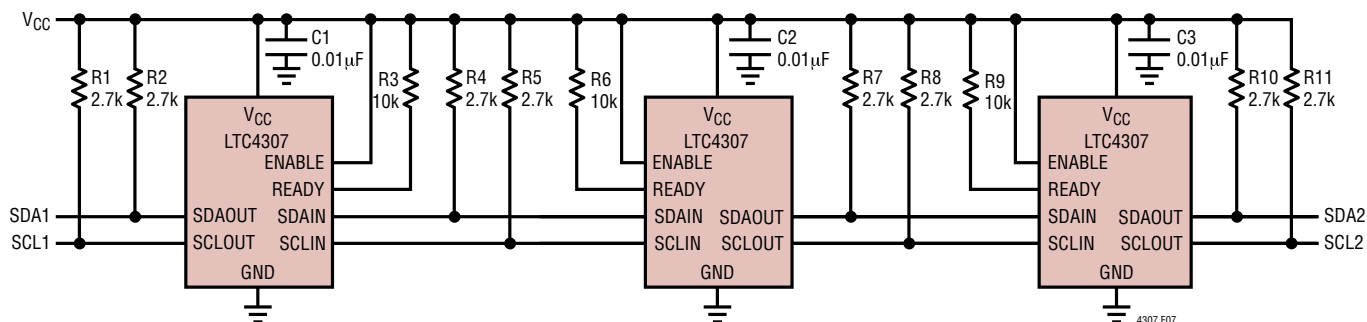 VCC
C1
0.01μF
C2
0.01μF
C3
0.01μF
R1
2.7k
R2
2.7k
R3
10k
R4
2.7k
R5
2.7k
R6
10k
R7
2.7k
R8
2.7k
R9
10k
R10
2.7k
R11
2.7k
VCC
LTC4307
ENABLE
READY
SDAOUT
SDAIN
SCLOUT
SCLIN
GND
VCC
LTC4307
ENABLE
READY
SDAIN
SDAOUT
SCLIN
SCLOUT
GND
VCC
LTC4307
ENABLE
READY
SDAIN
SDAOUT
SCLIN
SCLOUT
GND
SDA1
SCL1
SDA2
SCL2
4307 F07